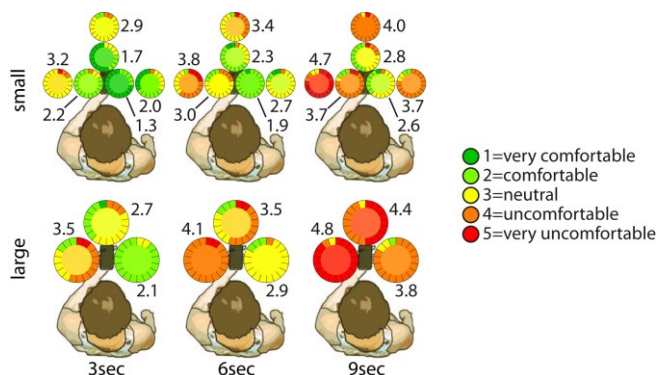 small
2.9
1.7
3.2
2.2
2.0
1.3
3.4
2.3
3.8
3.0
2.7
1.9
4.0
2.8
4.7
3.7
3.7
2.6
1=very comfortable
2=comfortable
3=neutral
4=uncomfortable
5=very uncomfortable
large
2.7
3.5
2.1
3.5
4.1
2.9
4.4
4.8
3.8
3sec
6sec
9sec